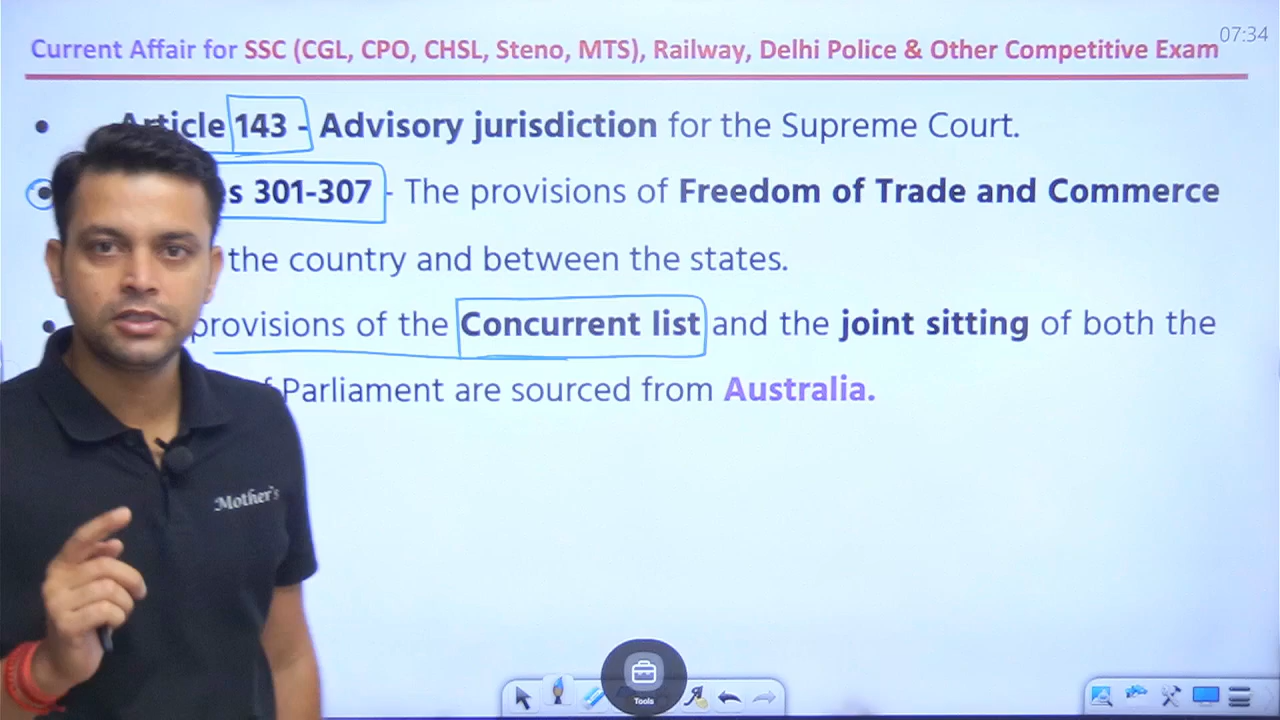 07:34
Current Affair for SSC (CGL, CPO, CHSL, Steno, MTS), Railway, Delhi Police & Other Competitive Exam
• Article 143 - Advisory jurisdiction for the Supreme Court.
• s 301-307 - The provisions of Freedom of Trade and Commerce
the country and between the states.
• provisions of the Concurrent list and the joint sitting of both the
Parliament are sourced from Australia.
Mother's
Tools